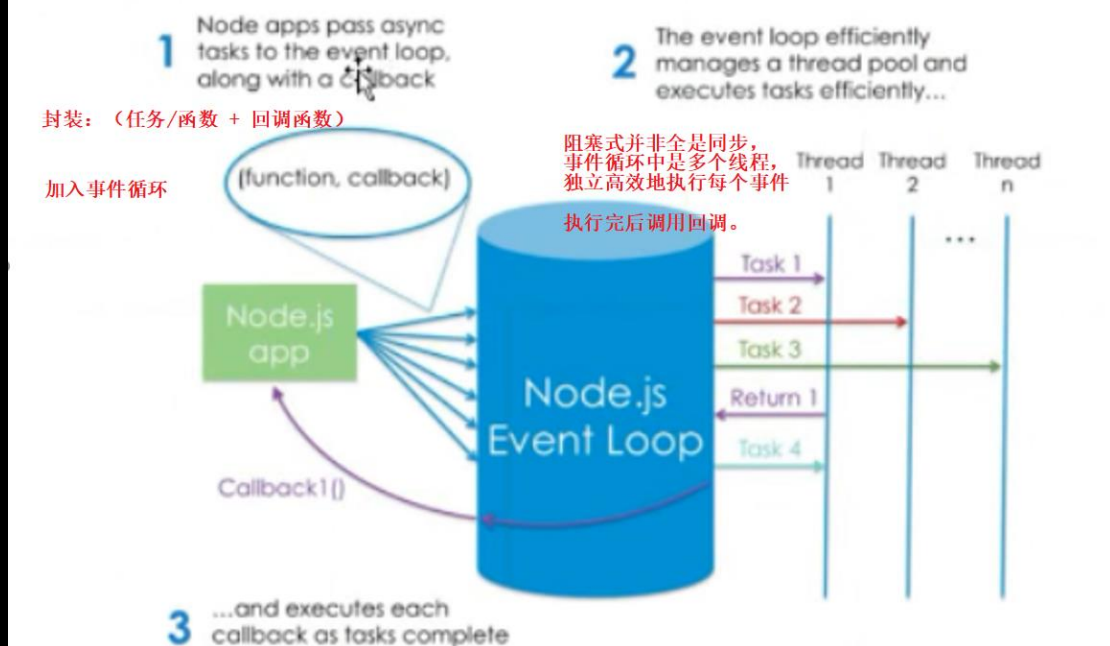 1
Node apps pass async
tasks to the event loop,
along with a callback
2
The event loop efficiently
manages a thread pool and
executes tasks efficiently...
封装：（任务/函数 + 回调函数）
加入事件循环
(function, callback)
阻塞式并非全是同步，
事件循环中是多个线程，
独立高效地执行每个事件
执行完后调用回调。
Thread
1
Thread
2
Thread
n
...
Task 1
Task 2
Task 3
Return 1
Task 4
Node.js
app
Node.js
Event Loop
Callback1()
3
...and executes each
callback as tasks complete